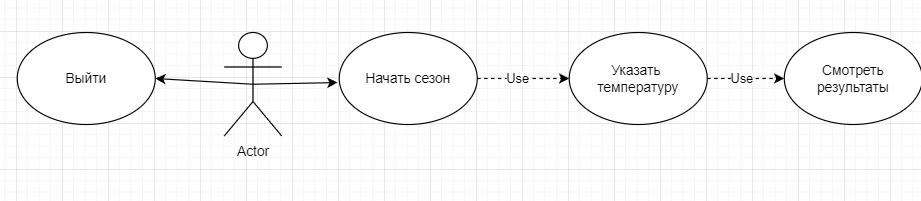 Выйти
Actor
Начать сезон
Use
Указать
температуру
Use
Смотреть
результаты